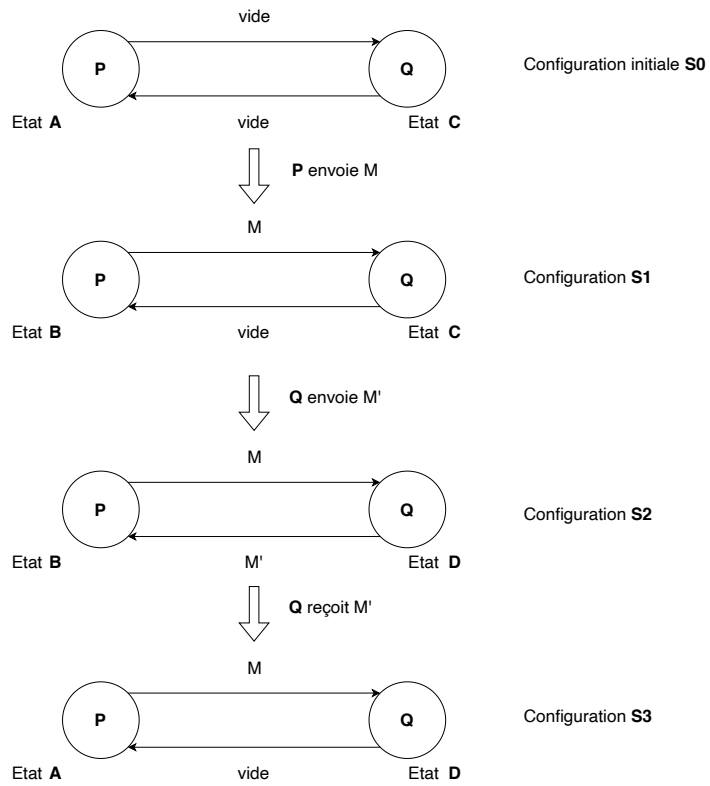 vide
P
Q
Configuration initiale S0
Etat A
vide
Etat C
P envoie M
M
P
Q
Configuration S1
Etat B
vide
Etat C
Q envoie M'
M
P
Q
Configuration S2
Etat B
M'
Etat D
Q reçoit M'
M
P
Q
Configuration S3
Etat A
vide
Etat D